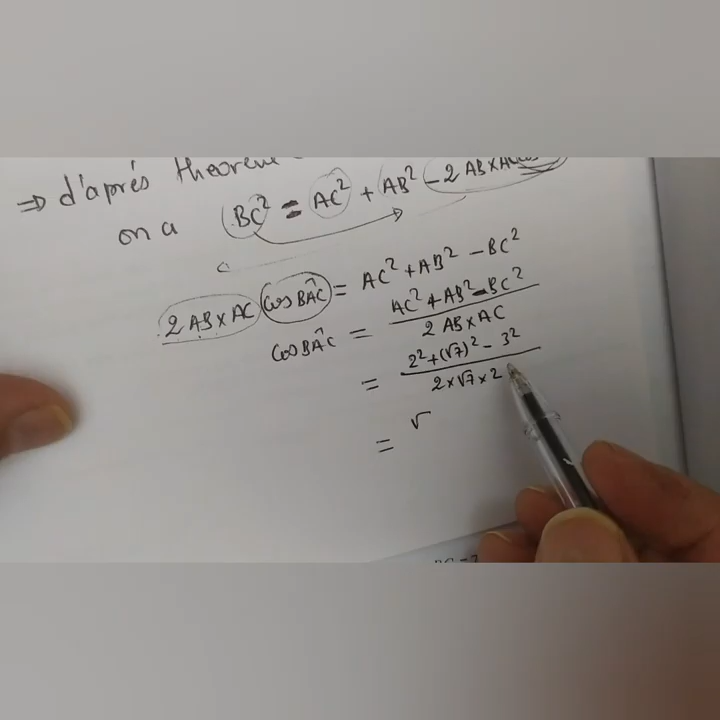 ⇒ d'aprés théorème
on a BC² = AC² + AB² - 2 AB×AC
2 AB × AC cos BÂC = AC² + AB² - BC²
cos BÂC = AC² + AB² - BC² / 2 AB × AC
= 2² + (√7)² - 3² / 2 × √7 × 2
= √